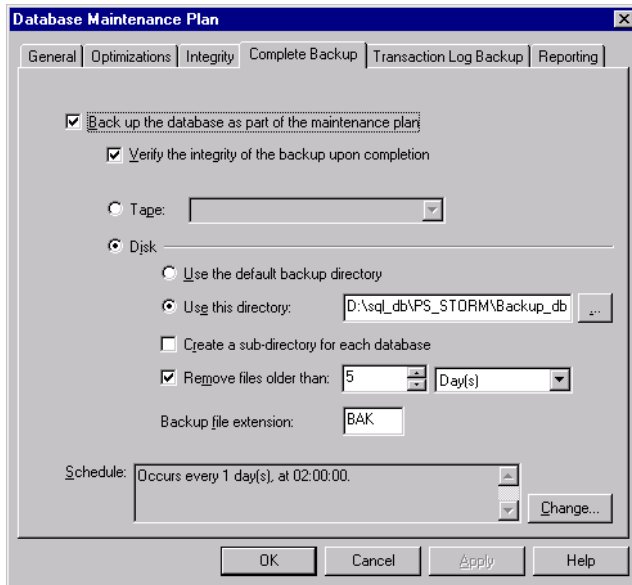 Database Maintenance Plan
General Optimizations Integrity Complete Backup Transaction Log Backup Reporting
Back up the database as part of the maintenance plan
Verify the integrity of the backup upon completion
Tape:
Disk
Use the default backup directory
Use this directory: D:\sql_db\PS_STORM\Backup_db ...
Create a sub-directory for each database
Remove files older than: 5 Day(s)
Backup file extension: BAK
Schedule: Occurs every 1 day(s), at 02:00:00.
Change...
OK Cancel Apply Help